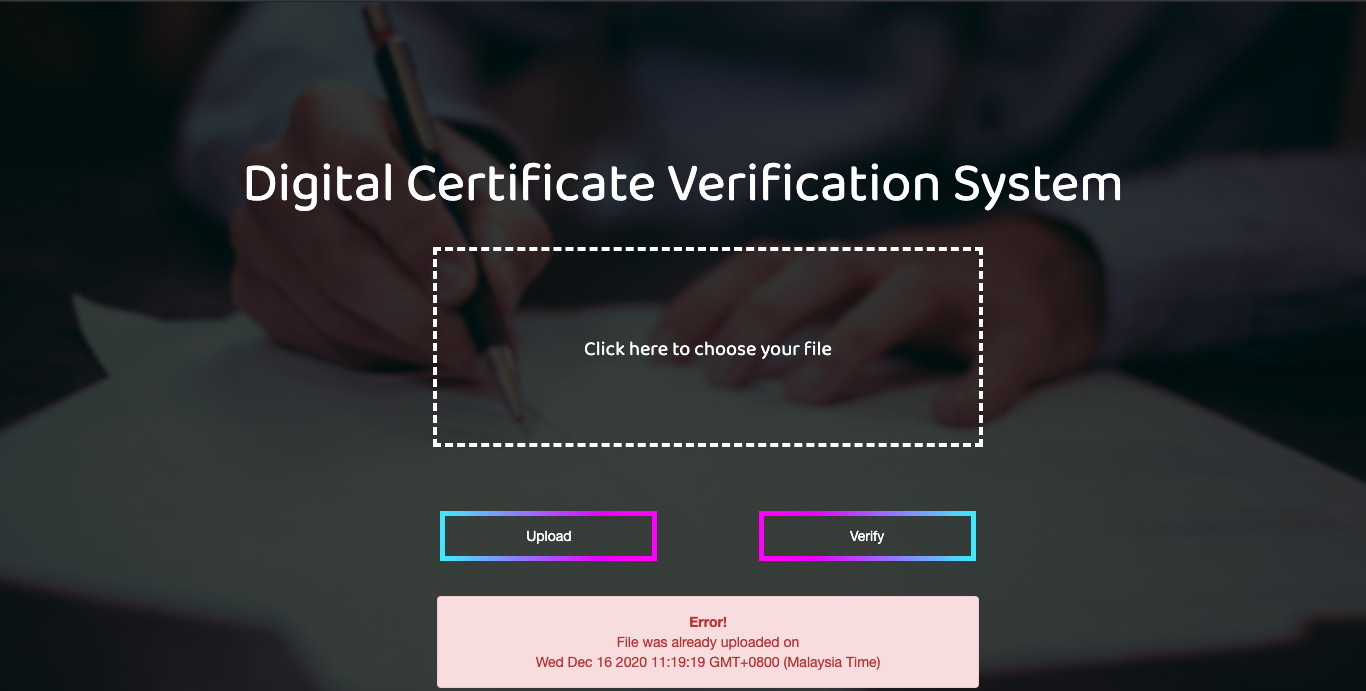 Digital Certificate Verification System
Click here to choose your file
Upload
Verify
Error!
File was already uploaded on
Wed Dec 16 2020 11:19:19 GMT+0800 (Malaysia Time)